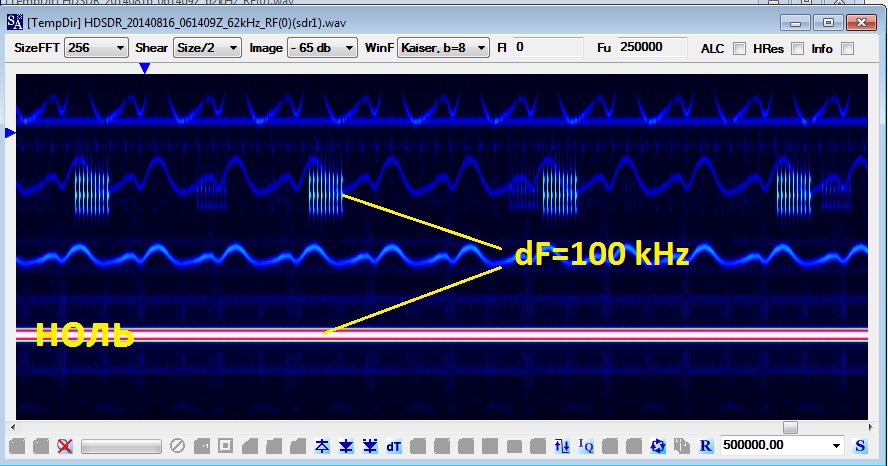 [TempDir] HDSDR_20140816_061409Z_62kHz_RF(0)(sdr1).wav
SizeFFT 256 Shear Size/2 Image - 65 db WinF Kaiser, b=8 Fl 0 Fu 250000 ALC HRes Info
dF=100 kHz
ноль
dT IQ R 500000,00 S